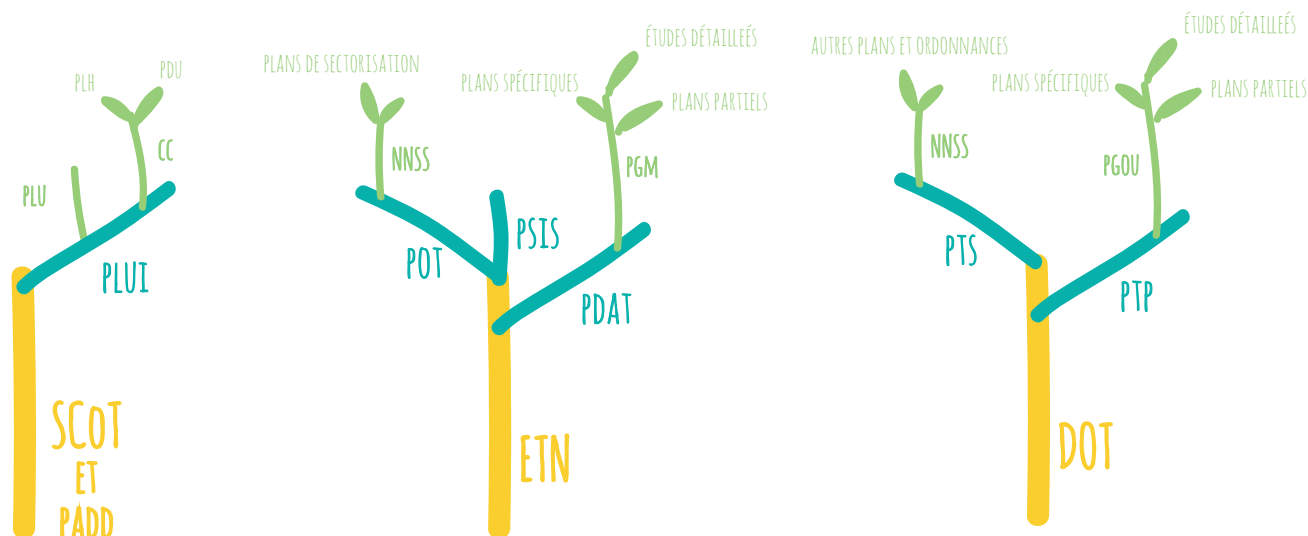 PLH
PDU
CC
PLU
PLUI
SCOT
ET
PADD
PLANS DE SECTORISATION
PLANS SPÉCIFIQUES
ÉTUDES DÉTAILLEÉS
PLANS PARTIELS
NNSS
PGM
PSIS
POT
PDAT
ETN
AUTRES PLANS ET ORDONNANCES
PLANS SPÉCIFIQUES
ÉTUDES DÉTAILLEÉS
PLANS PARTIELS
NNSS
PGOU
PTS
PTP
DOT